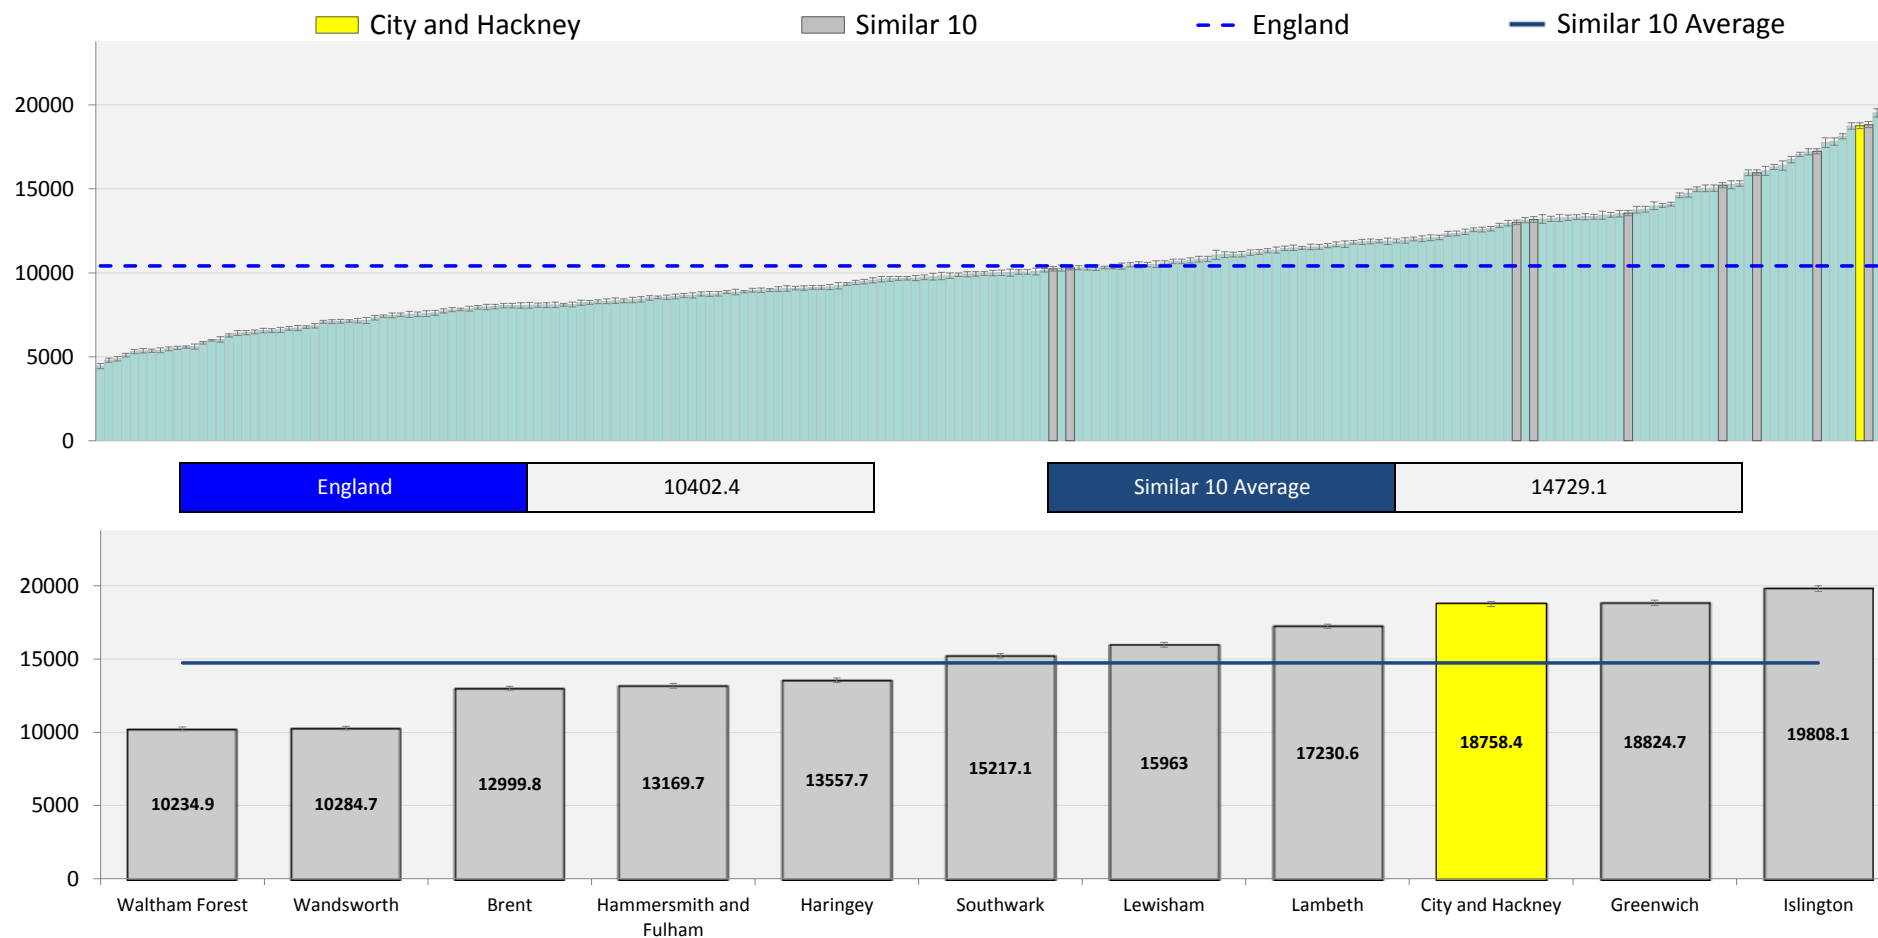 City and Hackney Similar 10 England Similar 10 Average
20000
15000
10000
5000
0
England 10402.4 Similar 10 Average 14729.1
20000
15000
10000
5000
0
10234.9 10284.7 12999.8 13169.7 13557.7 15217.1 15963 17230.6 18758.4 18824.7 19808.1
Waltham Forest Wandsworth Brent Hammersmith and Haringey Southwark Lewisham Lambeth City and Hackney Greenwich Islington
Fulham